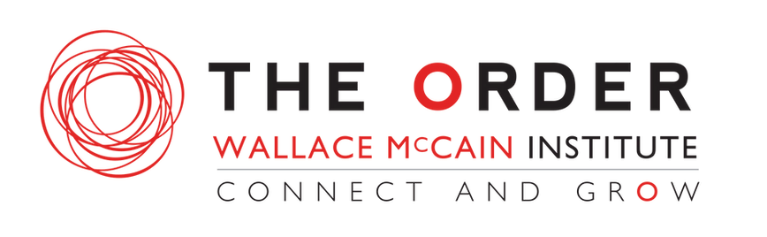 THE ORDER
WALLACE McCAIN INSTITUTE
CONNECT AND GROW